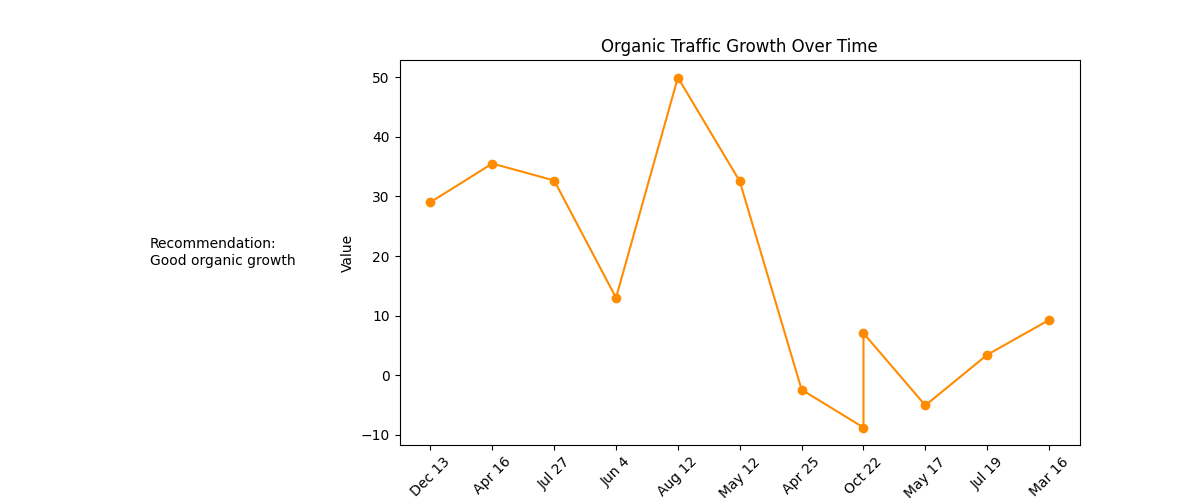 Organic Traffic Growth Over Time
Recommendation:
Good organic growth
Value
50
40
30
20
10
0
−10
Dec 13
Apr 16
Jul 27
Jun 4
Aug 12
May 12
Apr 25
Oct 22
May 17
Jul 19
Mar 16